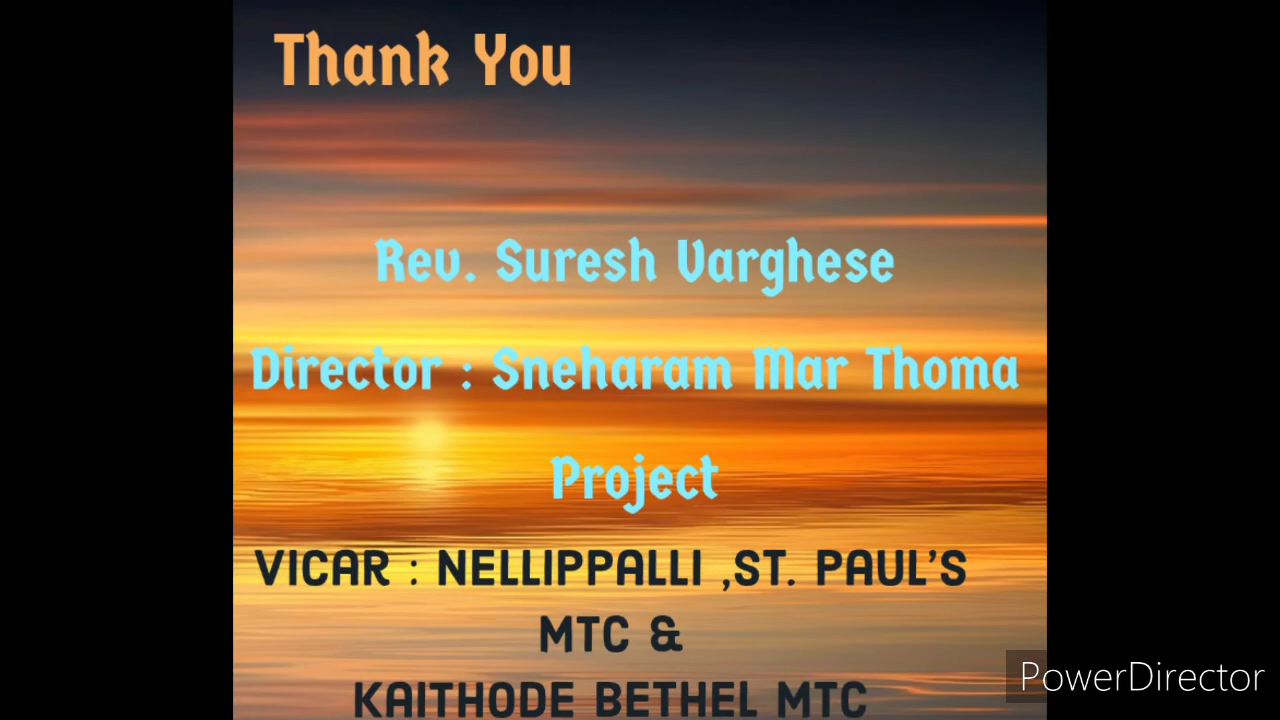 Thank You
Rev. Suresh Varghese
Director : Sneharam Mar Thoma
Project
VICAR : NELLIPPALLI ,ST. PAUL'S
MTC &
KAITHODE BETHEL MTC
PowerDirector